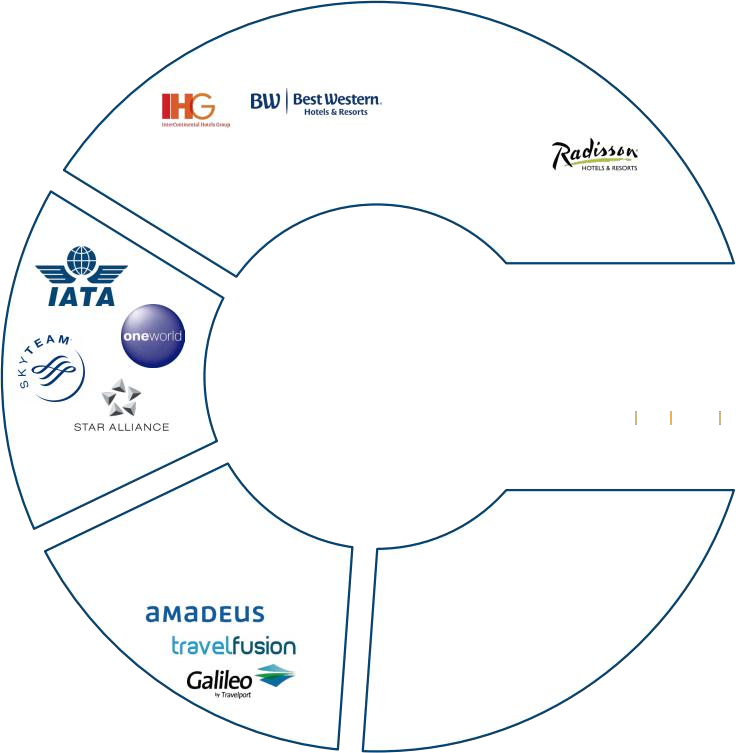 IHG
InterContinental Hotels Group
BW Best Western.
Hotels & Resorts
Radisson
HOTELS & RESORTS
IATA
oneworld
SKYTEAM
STAR ALLIANCE
amadeus
travelfusion
Galileo
by Travelport